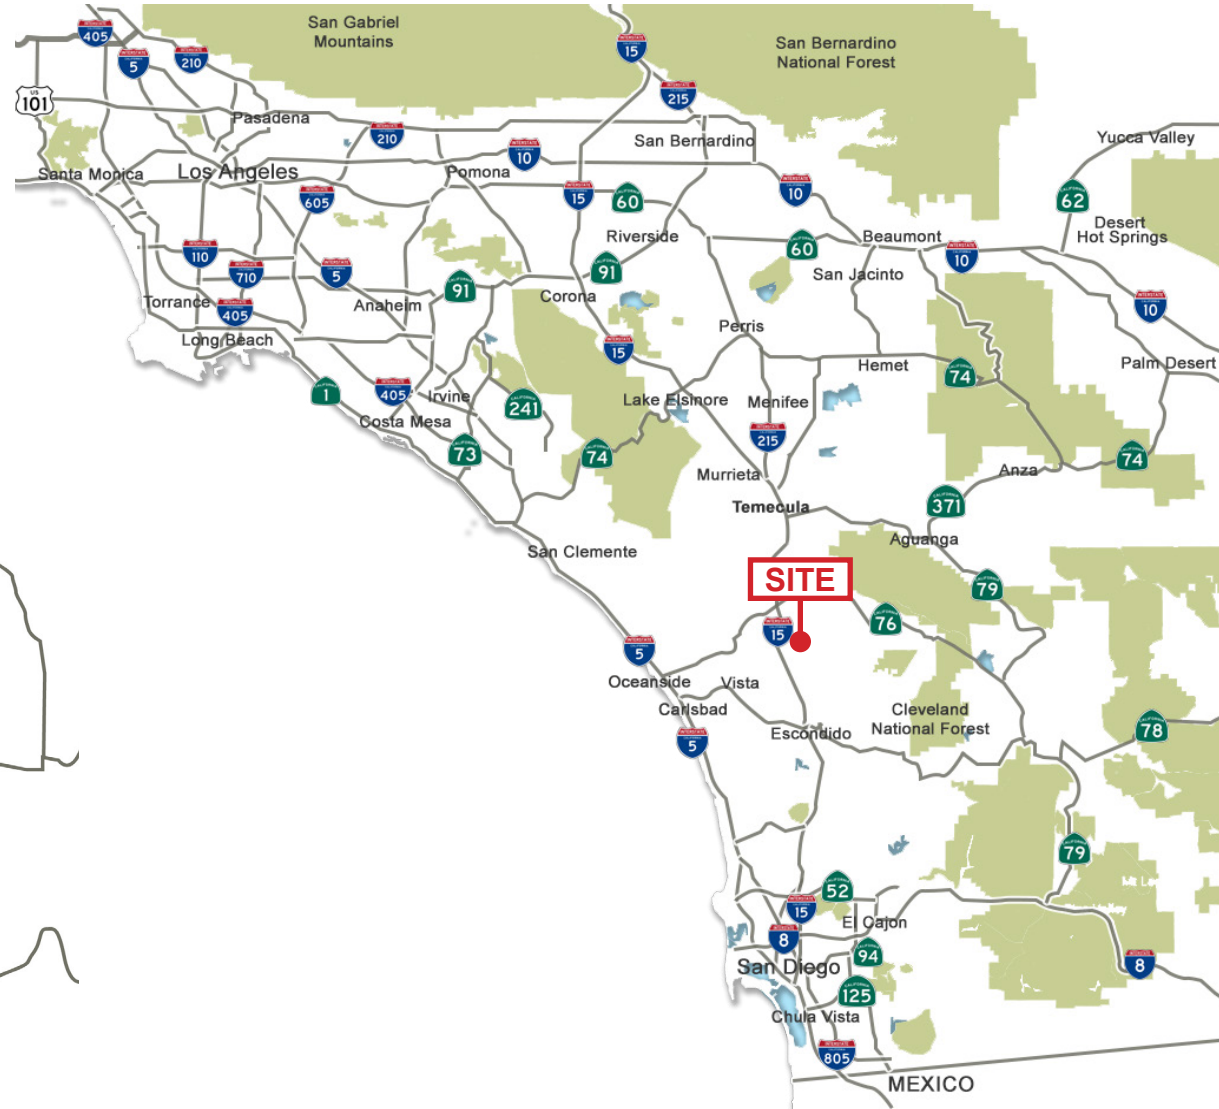 San Gabriel
Mountains
San Bernardino
National Forest
INTERSTATE
CALIFORNIA
405
5
210
15
215
US
101
Pasadena
210
San Bernardino
Yucca Valley
10
Santa Monica
Los Angeles
Pomona
605
15
CALIFORNIA
60
10
62
Desert
Hot Springs
Riverside
Beaumont
110
710
5
91
91
60
San Jacinto
10
Torrance
405
Anaheim
Corona
10
Long Beach
Perris
15
Hemet
74
Palm Desert
1
405
Irvine
241
Lake Elsinore
Menifee
Costa Mesa
73
74
215
74
Murrieta
Anza
Temecula
371
San Clemente
Aguanga
SITE
79
76
15
5
Oceanside
Vista
Carlsbad
Cleveland
National Forest
5
Escondido
78
79
52
15
El Cajon
8
94
8
San Diego
125
Chula Vista
805
MEXICO